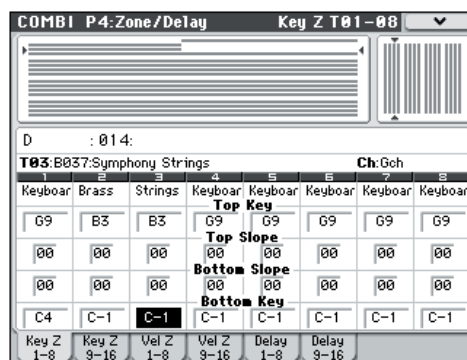 COMBI P4:Zone/Delay Key Z T01-08
D :014:
T03:B037:Symphony Strings Ch:Gch
1 2 3 4 5 6 7 8
Keyboar Brass Strings Keyboar Keyboar Keyboar Keyboar Keyboar
Top Key
G9 B3 B3 G9 G9 G9 G9 G9
Top Slope
00 00 00 00 00 00 00 00
Bottom Slope
00 00 00 00 00 00 00 00
Bottom Key
C4 C-1 C-1 C-1 C-1 C-1 C-1 C-1
Key Z 1-8 Key Z 9-16 Vel Z 1-8 Vel Z 9-16 Delay 1-8 Delay 9-16